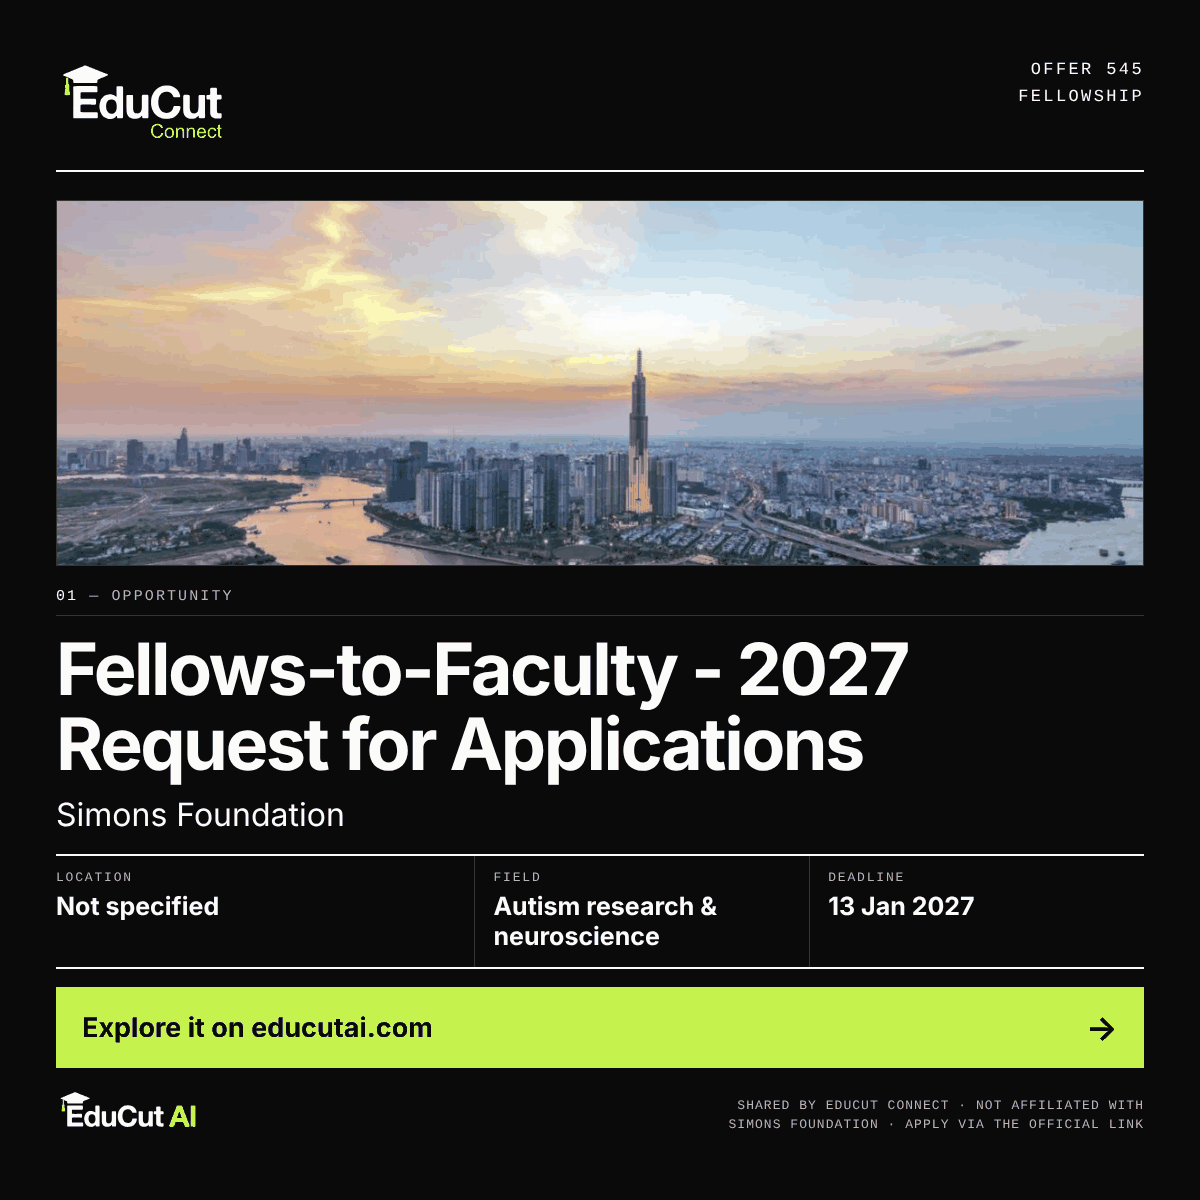 EduCut
Connect
OFFER 545
FELLOWSHIP
01 — OPPORTUNITY
Fellows-to-Faculty - 2027
Request for Applications
Simons Foundation
LOCATION
Not specified
FIELD
Autism research &
neuroscience
DEADLINE
13 Jan 2027
Explore it on educutai.com →
EduCut AI
SHARED BY EDUCUT CONNECT · NOT AFFILIATED WITH
SIMONS FOUNDATION · APPLY VIA THE OFFICIAL LINK